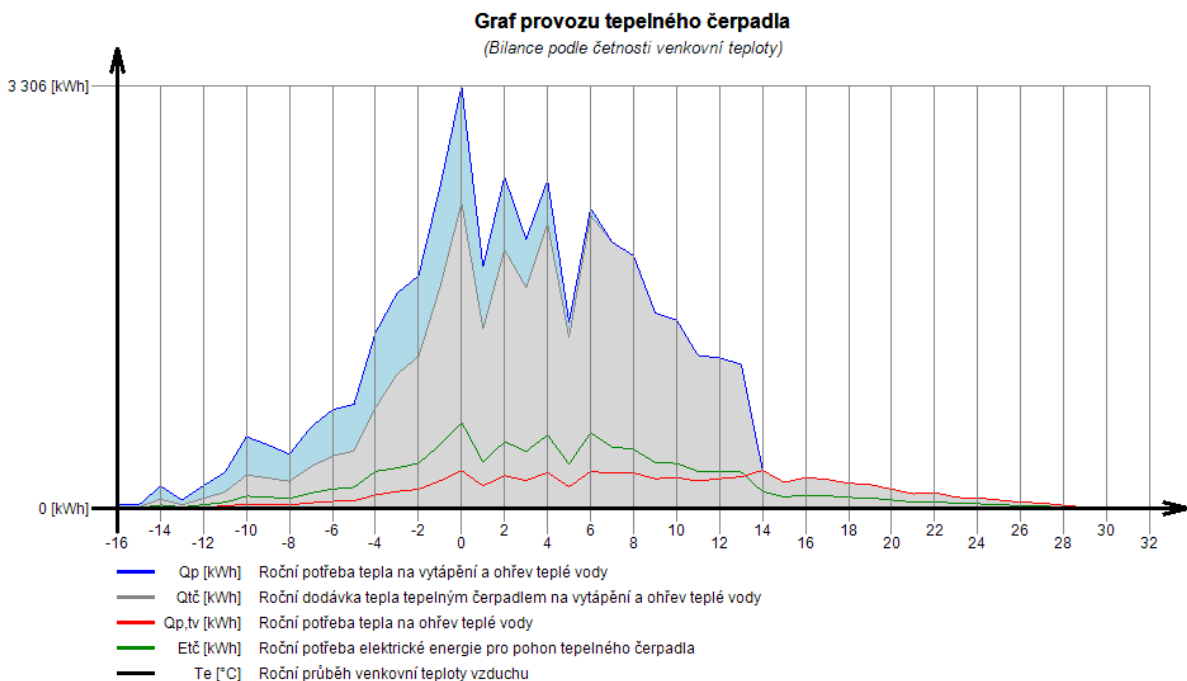 Graf provozu tepelného čerpadla
(Bilance podle četnosti venkovní teploty)
3 306 [kWh]
0 [kWh]
-16 -14 -12 -10 -8 -6 -4 -2 0 2 4 6 8 10 12 14 16 18 20 22 24 26 28 30 32
Qp [kWh] Roční potřeba tepla na vytápění a ohřev teplé vody
Qtč [kWh] Roční dodávka tepla tepelným čerpadlem na vytápění a ohřev teplé vody
Qp,tv [kWh] Roční potřeba tepla na ohřev teplé vody
Etč [kWh] Roční potřeba elektrické energie pro pohon tepelného čerpadla
Te [°C] Roční průběh venkovní teploty vzduchu